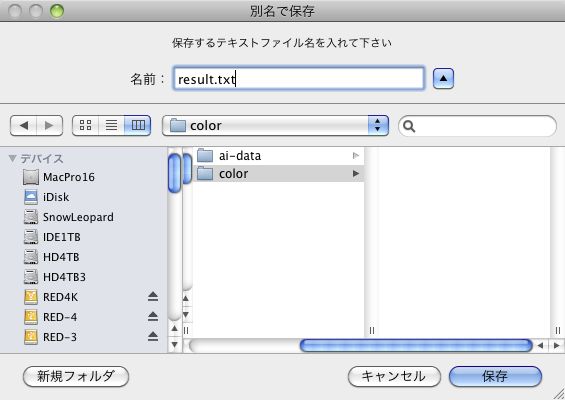 別名で保存
保存するテキストファイル名を入れて下さい
名前：
result.txt
color
デバイス
MacPro16
iDisk
SnowLeopard
IDE1TB
HD4TB
HD4TB3
RED4K
RED-4
RED-3
ai-data
color
新規フォルダ
キャンセル
保存